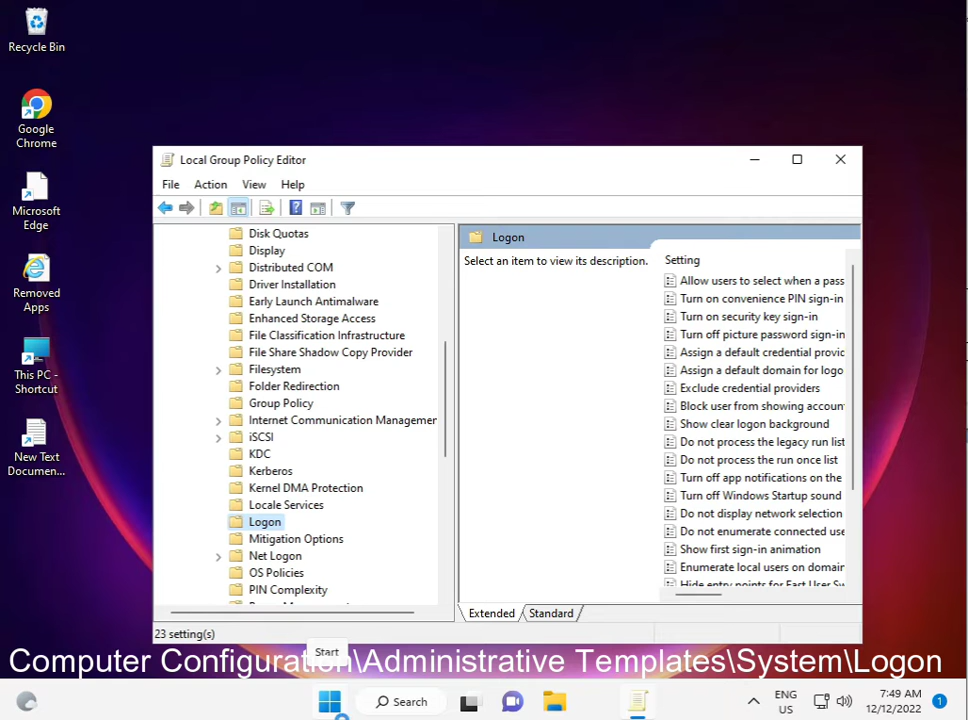 Recycle Bin
Google
Chrome
Microsoft
Edge
Removed
Apps
This PC -
Shortcut
New Text
Documen...
Local Group Policy Editor
File Action View Help
Disk Quotas
Display
Distributed COM
Driver Installation
Early Launch Antimalware
Enhanced Storage Access
File Classification Infrastructure
File Share Shadow Copy Provider
Filesystem
Folder Redirection
Group Policy
Internet Communication Managemer
iSCSI
KDC
Kerberos
Kernel DMA Protection
Locale Services
Logon
Mitigation Options
Net Logon
OS Policies
PIN Complexity
Logon
Select an item to view its description.
Setting
Allow users to select when a pass
Turn on convenience PIN sign-in
Turn on security key sign-in
Turn off picture password sign-in
Assign a default credential provic
Assign a default domain for logo
Exclude credential providers
Block user from showing accoun
Show clear logon background
Do not process the legacy run list
Do not process the run once list
Turn off app notifications on the
Turn off Windows Startup sound
Do not display network selection
Do not enumerate connected use
Show first sign-in animation
Enumerate local users on domain
Hide entry points for Fast User Sw
Extended Standard
23 setting(s)
Start
Computer Configuration\Administrative Templates\System\Logon
Search
ENG
US
7:49 AM
12/12/2022
1